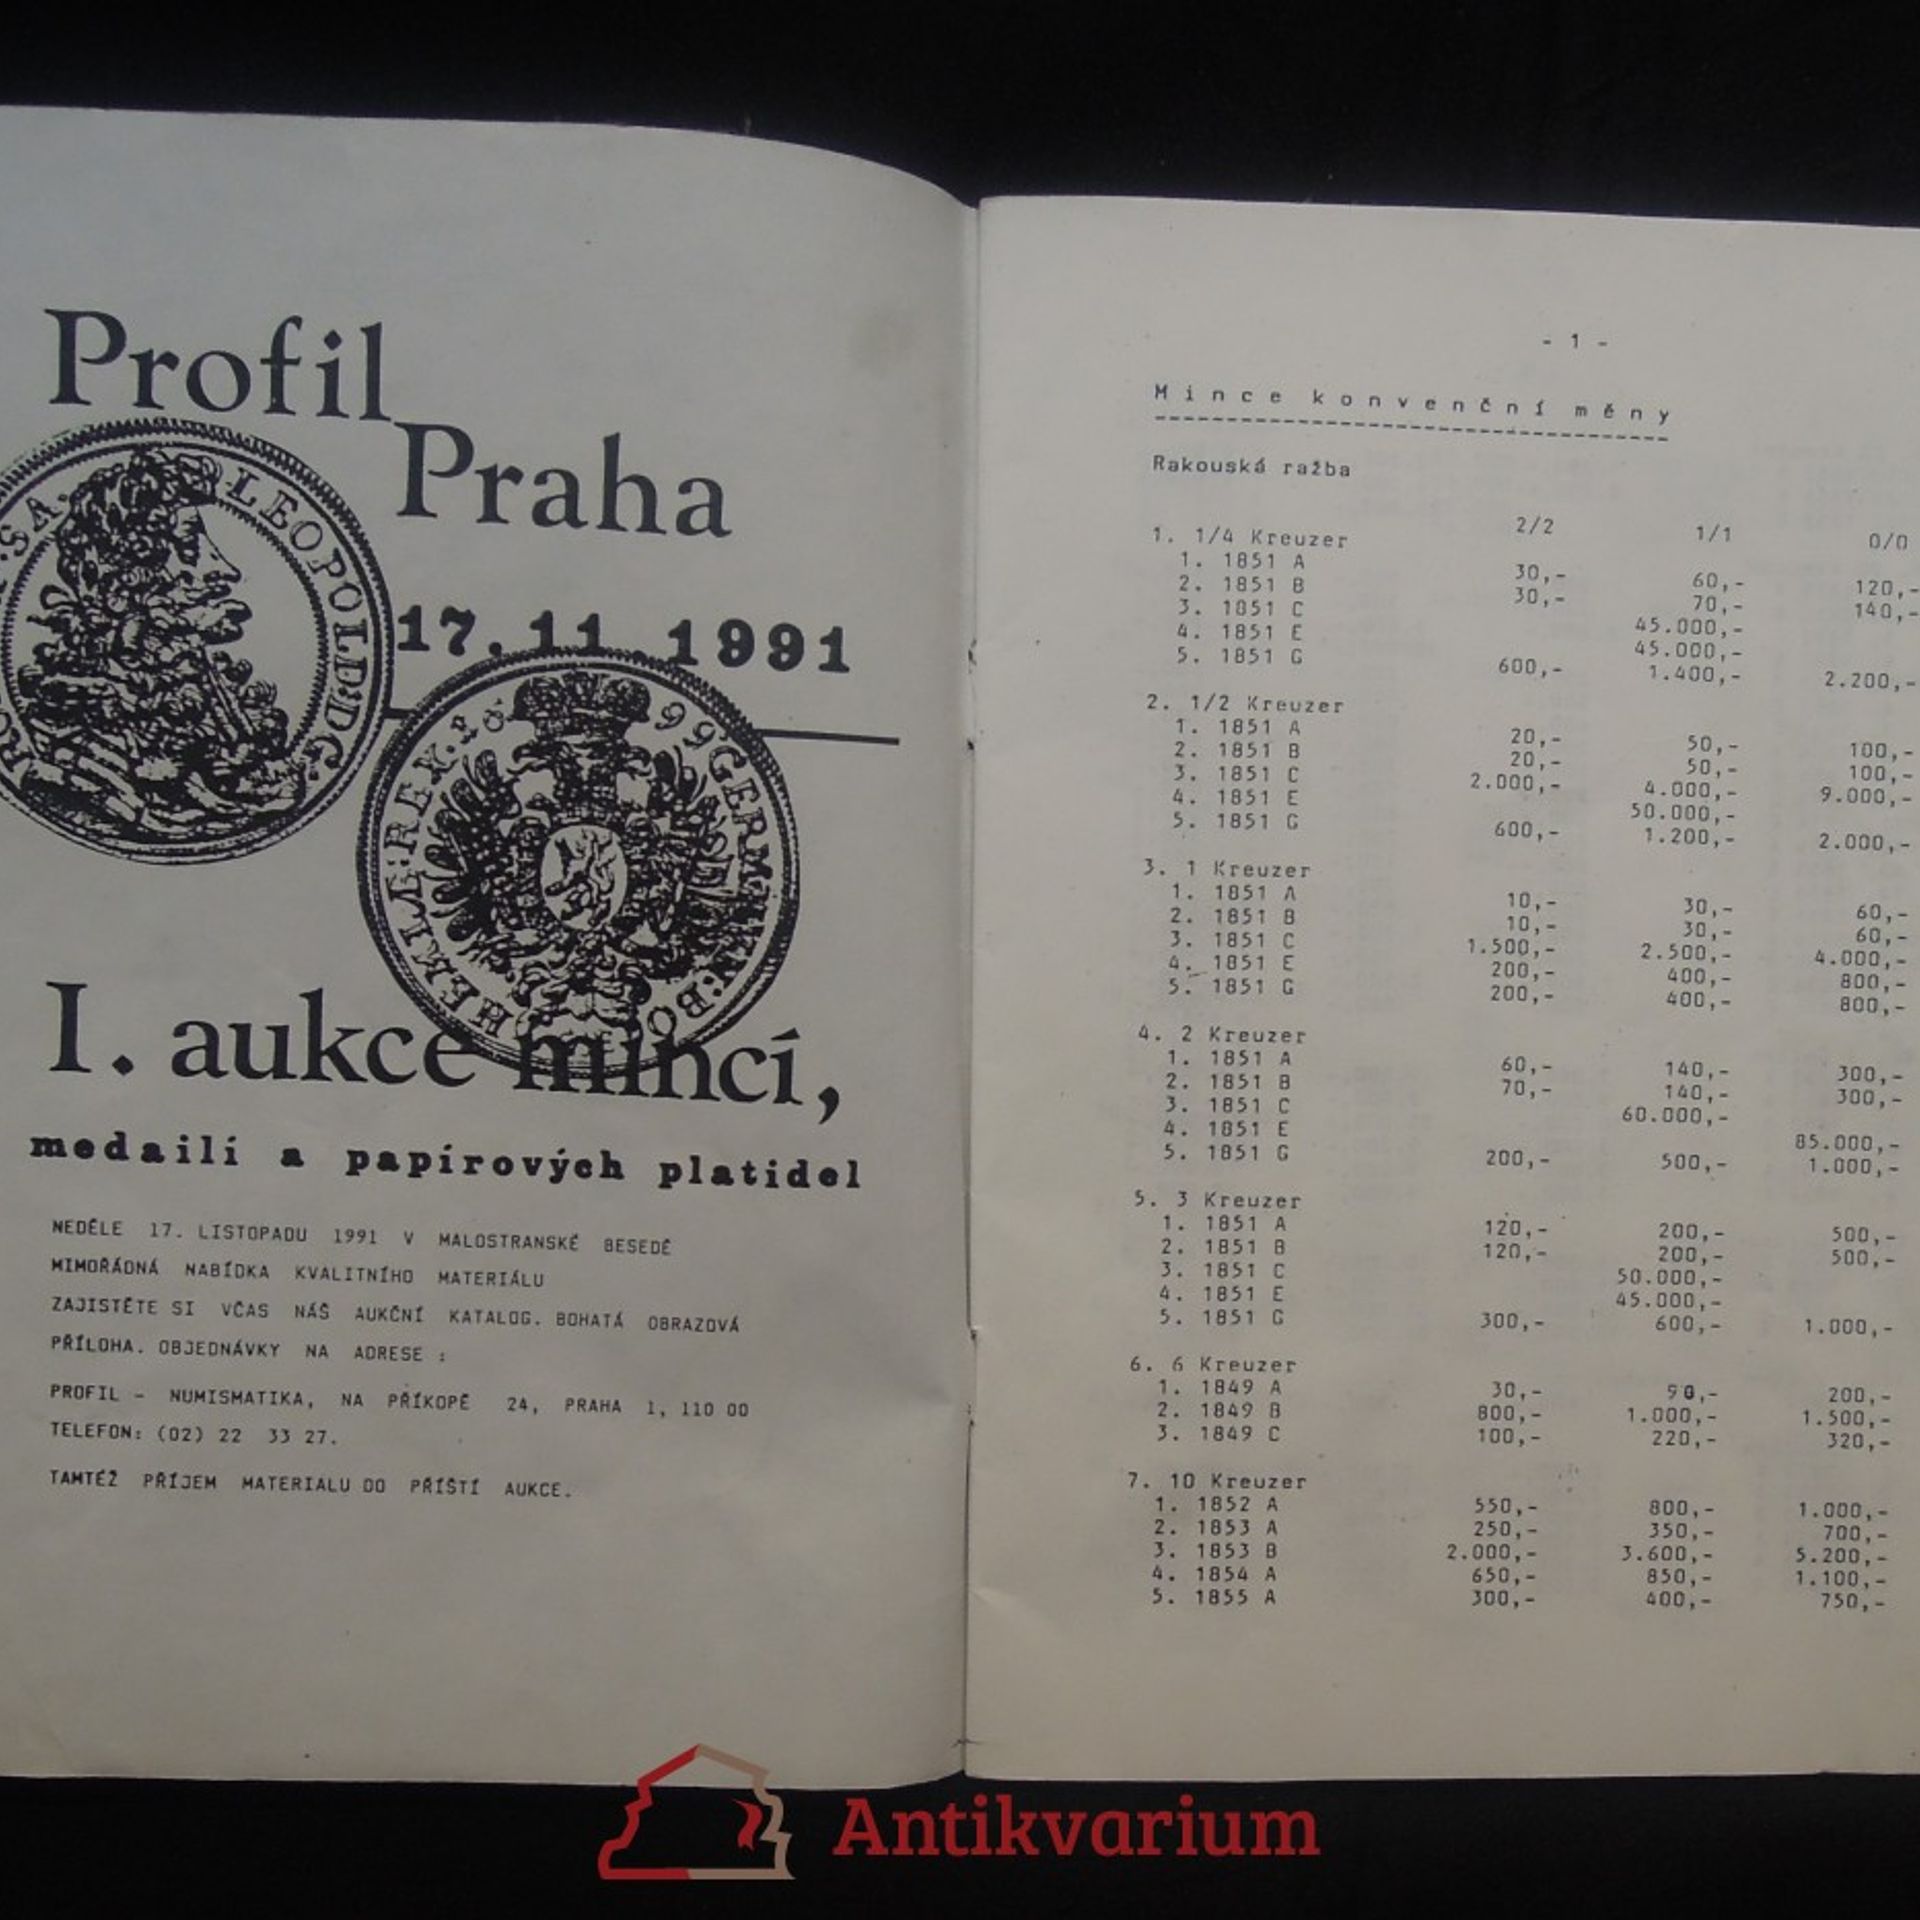 Profil
Praha
17.11.1991
LEOPOLD:D:G:
REX.
99 GERM
I. aukce mincí,
medailí a papírových platidel
NEDĚLE 17. LISTOPADU 1991 V MALOSTRANSKÉ BESEDĚ
MIMOŘÁDNÁ NABÍDKA KVALITNÍHO MATERIÁLU
ZAJISTĚTE SI VČAS NÁŠ AUKČNÍ KATALOG. BOHATÁ OBRAZOVÁ
PŘÍLOHA. OBJEDNÁVKY NA ADRESE :
PROFIL - NUMISMATIKA, NA PŘÍKOPĚ 24, PRAHA 1, 110 00
TELEFON: (02) 22 33 27.
TAMTÉŽ PŘÍJEM MATERIALU DO PŘÍŠTÍ AUKCE.
- 1 -
Mince konvenční měny
Rakouská ražba
2/2 1/1 0/0
1. 1/4 Kreuzer
1. 1851 A 30,- 60,- 120,-
2. 1851 B 30,- 70,- 140,-
3. 1851 C 45.000,-
4. 1851 E 45.000,-
5. 1851 G 600,- 1.400,- 2.200,-
2. 1/2 Kreuzer
1. 1851 A 20,- 50,- 100,-
2. 1851 B 20,- 50,- 100,-
3. 1851 C 2.000,- 4.000,- 9.000,-
4. 1851 E 50.000,-
5. 1851 G 600,- 1.200,- 2.000,-
3. 1 Kreuzer
1. 1851 A 10,- 30,- 60,-
2. 1851 B 10,- 30,- 60,-
3. 1851 C 1.500,- 2.500,- 4.000,-
4. 1851 E 200,- 400,- 800,-
5. 1851 G 200,- 400,- 800,-
4. 2 Kreuzer
1. 1851 A 60,- 140,- 300,-
2. 1851 B 70,- 140,- 300,-
3. 1851 C 60.000,-
4. 1851 E 85.000,-
5. 1851 G 200,- 500,- 1.000,-
5. 3 Kreuzer
1. 1851 A 120,- 200,- 500,-
2. 1851 B 120,- 200,- 500,-
3. 1851 C 50.000,-
4. 1851 E 45.000,-
5. 1851 G 300,- 600,- 1.000,-
6. 6 Kreuzer
1. 1849 A 30,- 90,- 200,-
2. 1849 B 800,- 1.000,- 1.500,-
3. 1849 C 100,- 220,- 320,-
7. 10 Kreuzer
1. 1852 A 550,- 800,- 1.000,-
2. 1853 A 250,- 350,- 700,-
3. 1853 B 2.000,- 3.600,- 5.200,-
4. 1854 A 650,- 850,- 1.100,-
5. 1855 A 300,- 400,- 750,-
Antikvarium